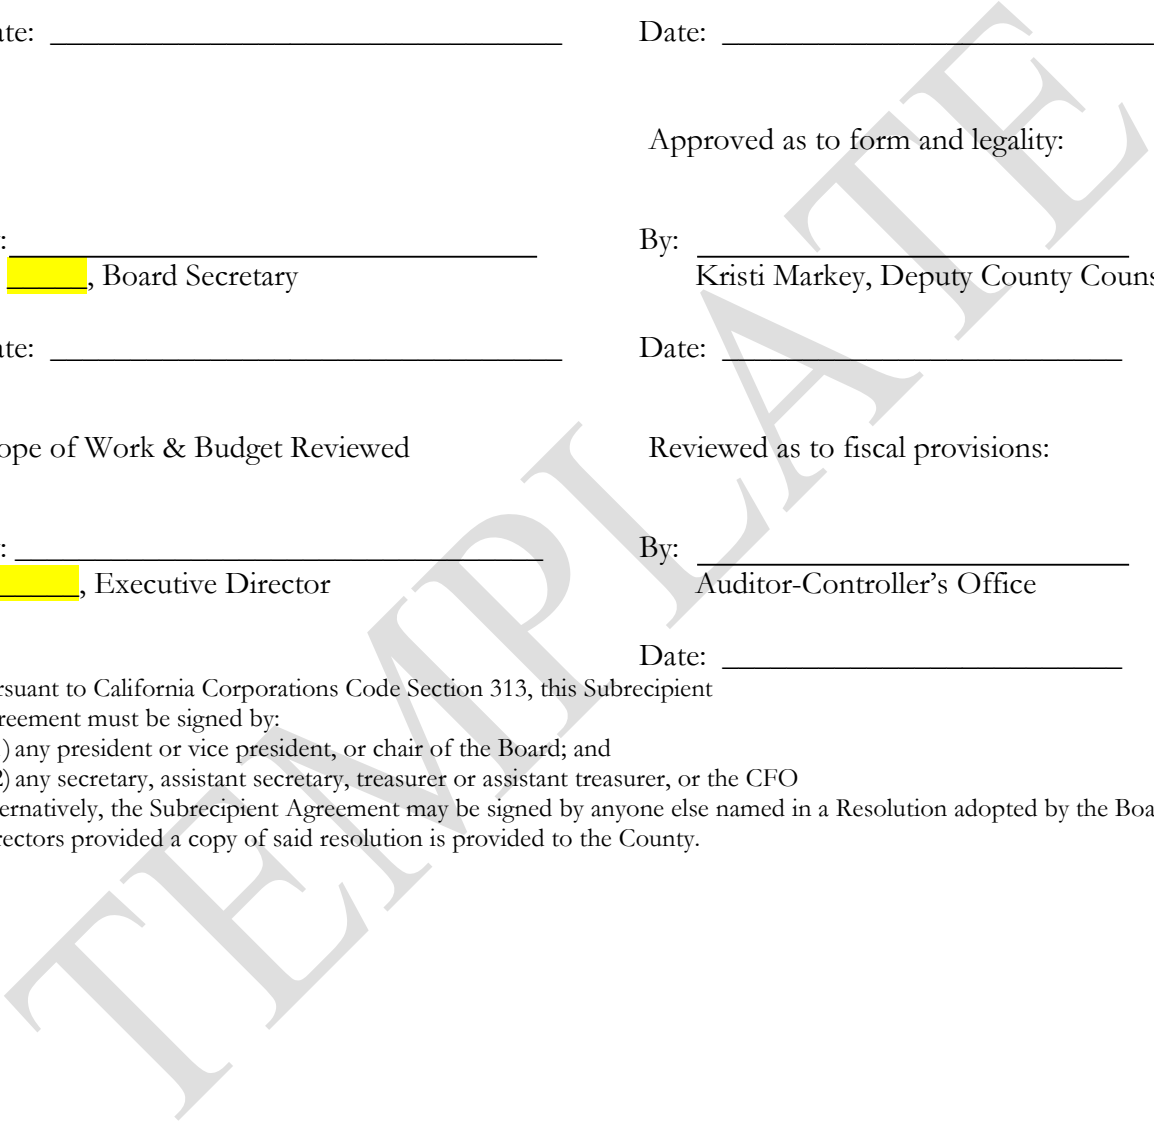 ate: ________________________________ Date: ___________________________
Approved as to form and legality:
: _________________________________ By: ___________________________
_____, Board Secretary Kristi Markey, Deputy County Couns
ate: ________________________________ Date: _________________________
ope of Work & Budget Reviewed Reviewed as to fiscal provisions:
: _________________________________ By: ___________________________
_____, Executive Director Auditor-Controller’s Office
Date: _________________________
rsuant to California Corporations Code Section 313, this Subrecipient
reement must be signed by:
) any president or vice president, or chair of the Board; and
2) any secretary, assistant secretary, treasurer or assistant treasurer, or the CFO
ernatively, the Subrecipient Agreement may be signed by anyone else named in a Resolution adopted by the Boa
rectors provided a copy of said resolution is provided to the County.
TEMPLATE